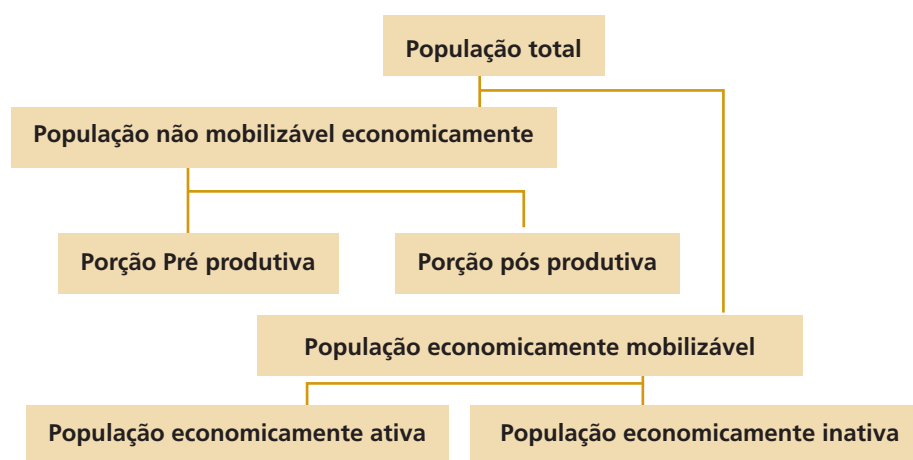 População total
População não mobilizável economicamente
Porção Pré produtiva
Porção pós produtiva
População economicamente mobilizável
População economicamente ativa
População economicamente inativa